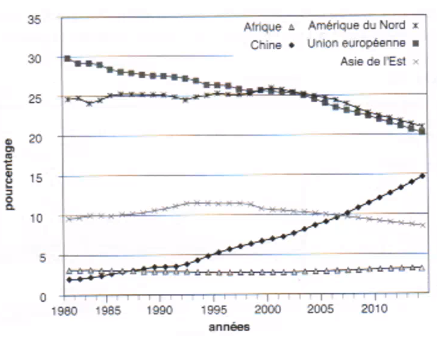 35
Afrique Amérique du Nord
Chine Union européenne
Asie de l'Est
30
25
20
15
10
5
0
pourcentage
1980 1985 1990 1995 2000 2005 2010
années